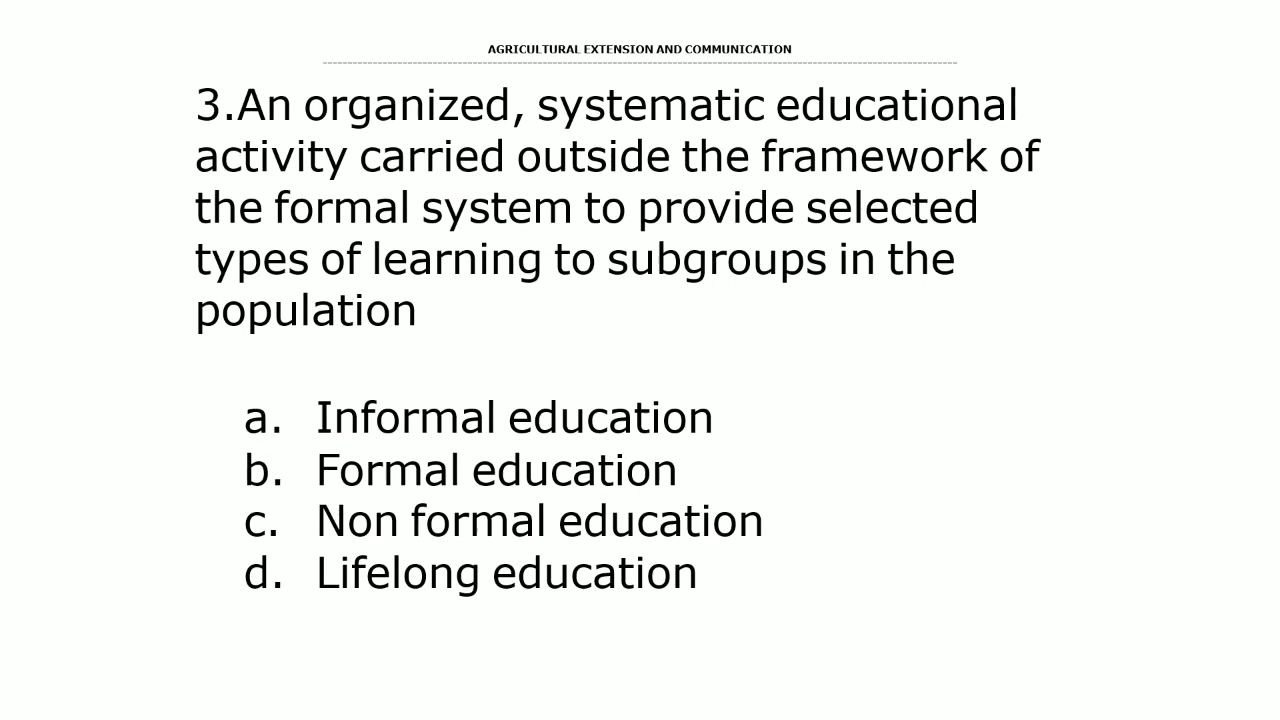 AGRICULTURAL EXTENSION AND COMMUNICATION
3.An organized, systematic educational
activity carried outside the framework of
the formal system to provide selected
types of learning to subgroups in the
population
a. Informal education
b. Formal education
c. Non formal education
d. Lifelong education